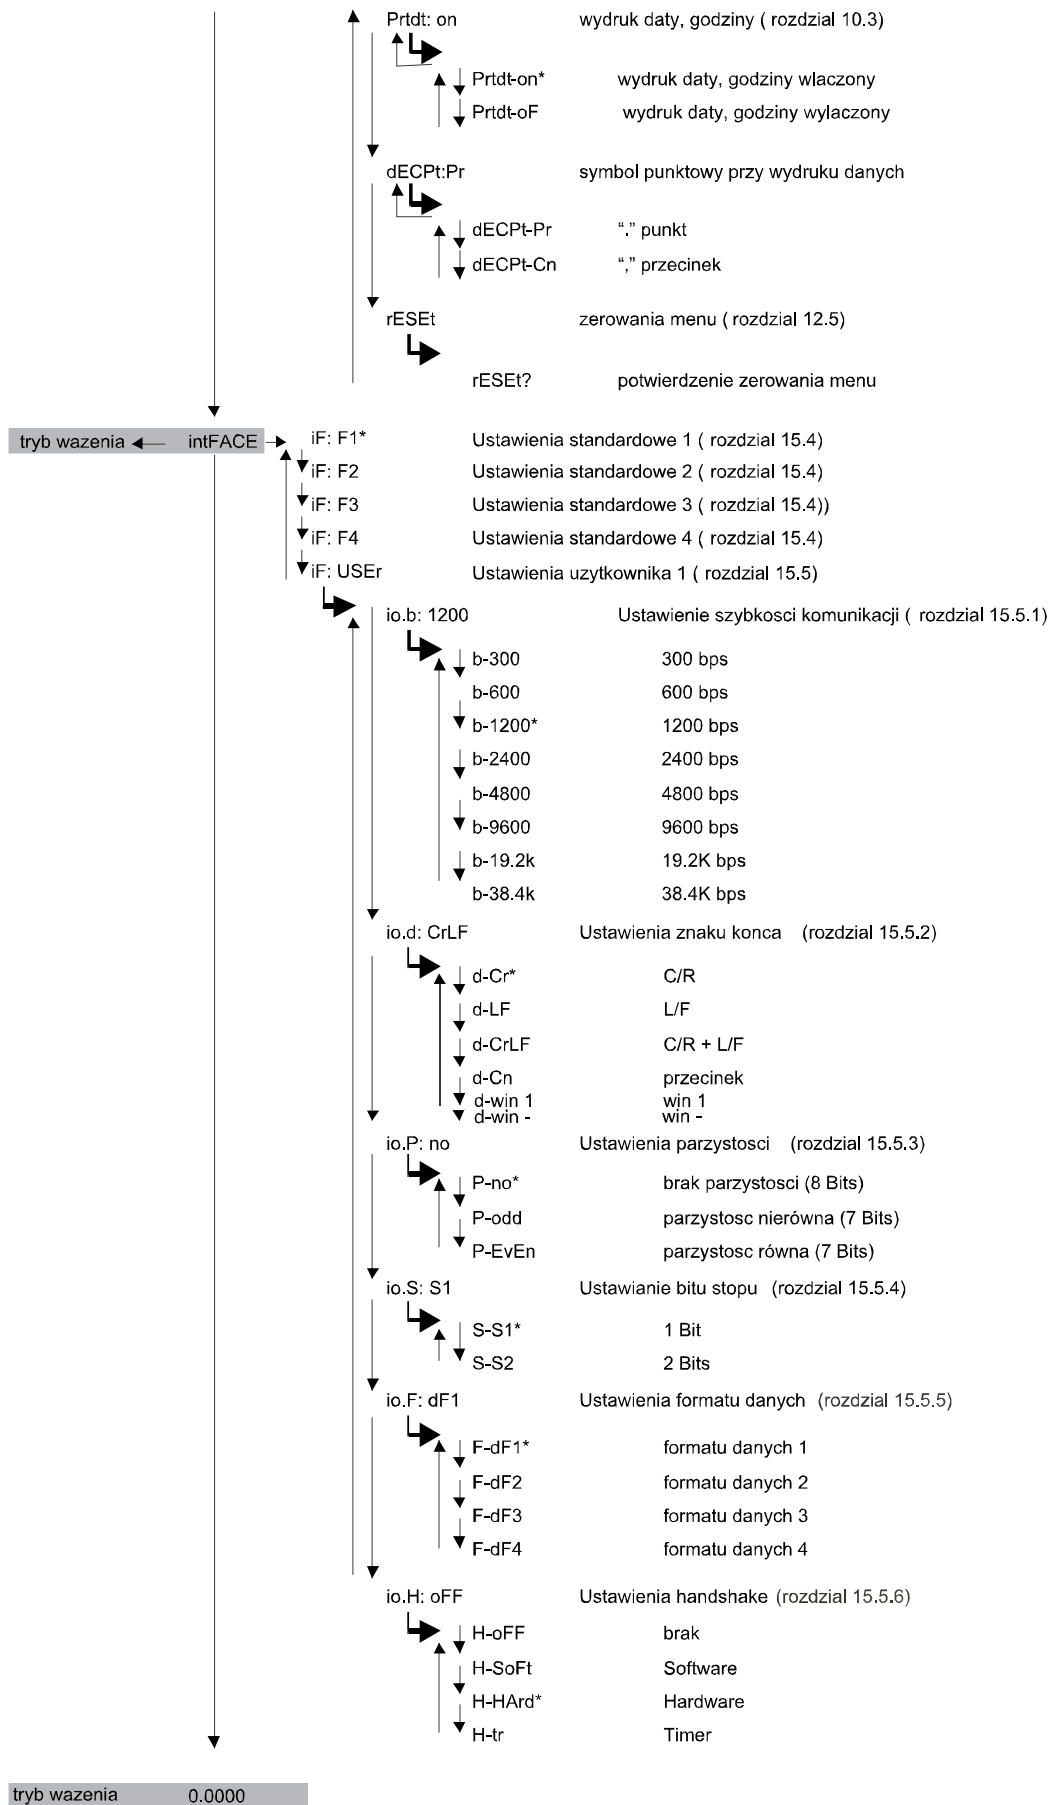 Prtdt: on wydruk daty, godziny ( rozdzial 10.3)
Prtdt-on* wydruk daty, godziny wlaczony
Prtdt-oF wydruk daty, godziny wylaczony
dECPt:Pr symbol punktowy przy wydruku danych
dECPt-Pr “.” punkt
dECPt-Cn “,” przecinek
rESEt zerowania menu ( rozdzial 12.5)
rESEt? potwierdzenie zerowania menu
tryb wazenia intFACE iF: F1* Ustawienia standardowe 1 ( rozdzial 15.4)
iF: F2 Ustawienia standardowe 2 ( rozdzial 15.4)
iF: F3 Ustawienia standardowe 3 ( rozdzial 15.4))
iF: F4 Ustawienia standardowe 4 ( rozdzial 15.4)
iF: USEr Ustawienia uzytkownika 1 ( rozdzial 15.5)
io.b: 1200 Ustawienie szybkosci komunikacji ( rozdzial 15.5.1)
b-300 300 bps
b-600 600 bps
b-1200* 1200 bps
b-2400 2400 bps
b-4800 4800 bps
b-9600 9600 bps
b-19.2k 19.2K bps
b-38.4k 38.4K bps
io.d: CrLF Ustawienia znaku konca (rozdzial 15.5.2)
d-Cr* C/R
d-LF L/F
d-CrLF C/R + L/F
d-Cn przecinek
d-win 1 win 1
d-win - win -
io.P: no Ustawienia parzystosci (rozdzial 15.5.3)
P-no* brak parzystosci (8 Bits)
P-odd parzystosc nierówna (7 Bits)
P-EvEn parzystosc równa (7 Bits)
io.S: S1 Ustawianie bitu stopu (rozdzial 15.5.4)
S-S1* 1 Bit
S-S2 2 Bits
io.F: dF1 Ustawienia formatu danych (rozdzial 15.5.5)
F-dF1* formatu danych 1
F-dF2 formatu danych 2
F-dF3 formatu danych 3
F-dF4 formatu danych 4
io.H: oFF Ustawienia handshake (rozdzial 15.5.6)
H-oFF brak
H-SoFt Software
H-HArd* Hardware
H-tr Timer
tryb wazenia 0.0000